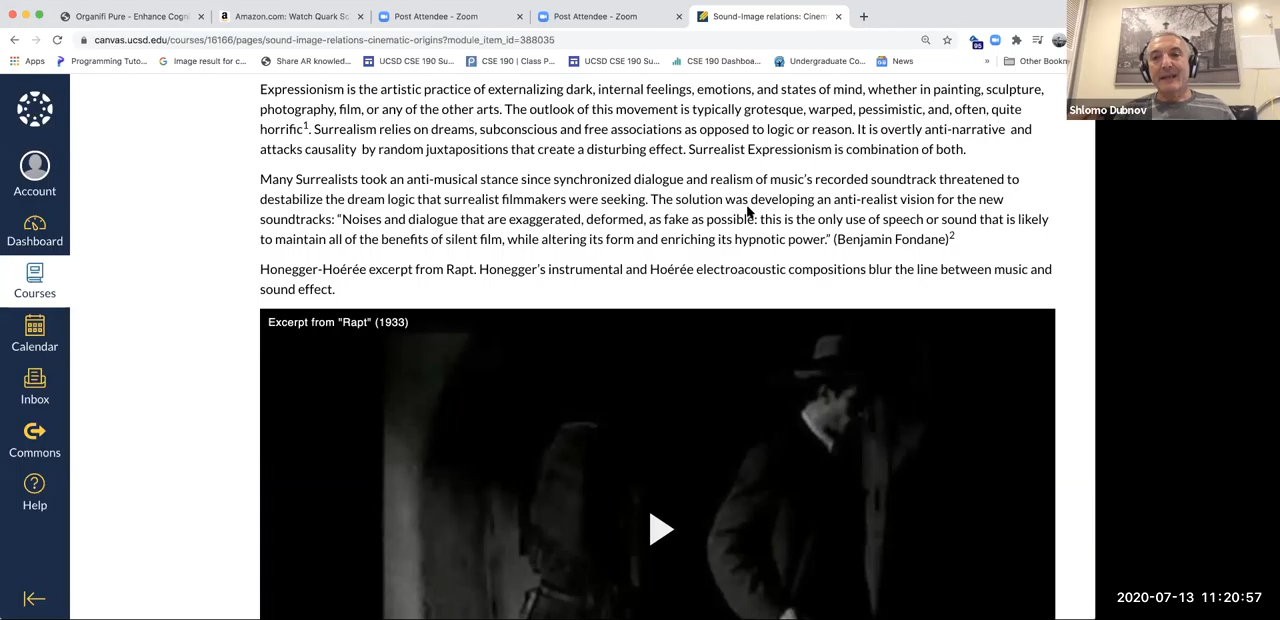 Organifi Pure - Enhance Cogni
Amazon.com: Watch Quark Sc
Post Attendee - Zoom
Post Attendee - Zoom
Sound-Image relations: Cinem
canvas.ucsd.edu/courses/16166/pages/sound-image-relations-cinematic-origins?module_item_id=388035
95
Apps
Programming Tuto...
Image result for c...
Share AR knowled...
UCSD CSE 190 Su...
CSE 190 | Class P...
UCSD CSE 190 Su...
CSE 190 Dashboa...
Undergraduate Co...
News
»
Other Bookn
Shlomo Dubnov
Account
Dashboard
Courses
Calendar
Inbox
Commons
Help
Expressionism is the artistic practice of externalizing dark, internal feelings, emotions, and states of mind, whether in painting, sculpture,
photography, film, or any of the other arts. The outlook of this movement is typically grotesque, warped, pessimistic, and, often, quite
horrific1. Surrealism relies on dreams, subconscious and free associations as opposed to logic or reason. It is overtly anti-narrative and
attacks causality by random juxtapositions that create a disturbing effect. Surrealist Expressionism is combination of both.
Many Surrealists took an anti-musical stance since synchronized dialogue and realism of music's recorded soundtrack threatened to
destabilize the dream logic that surrealist filmmakers were seeking. The solution was developing an anti-realist vision for the new
soundtracks: “Noises and dialogue that are exaggerated, deformed, as fake as possible: this is the only use of speech or sound that is likely
to maintain all of the benefits of silent film, while altering its form and enriching its hypnotic power.” (Benjamin Fondane)2
Honegger-Hoérée excerpt from Rapt. Honegger's instrumental and Hoérée electroacoustic compositions blur the line between music and
sound effect.
Excerpt from "Rapt" (1933)
2020-07-13 11:20:57